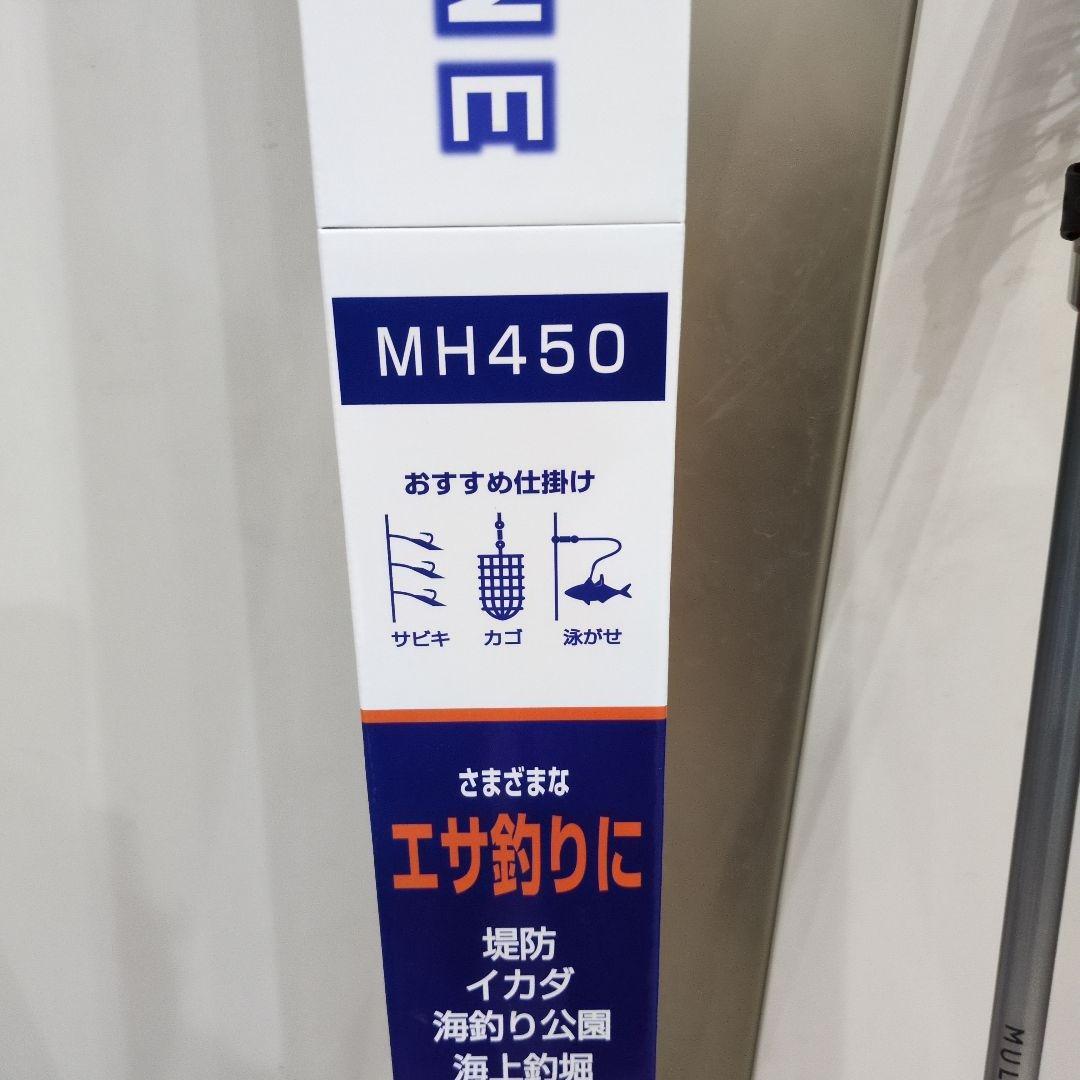 NE
MH450
おすすめ仕掛け
サビキ カゴ 泳がせ
さまざまな
エサ釣りに
堤防
イカダ
海釣り公園
海上釣堀
MUL